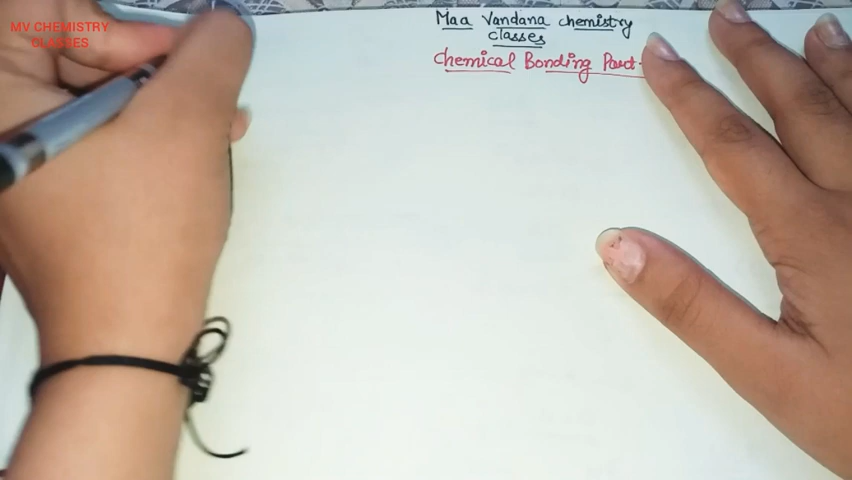 MV CHEMISTRY
CLASSES
Maa Vandana chemistry
classes
Chemical Bonding Part-